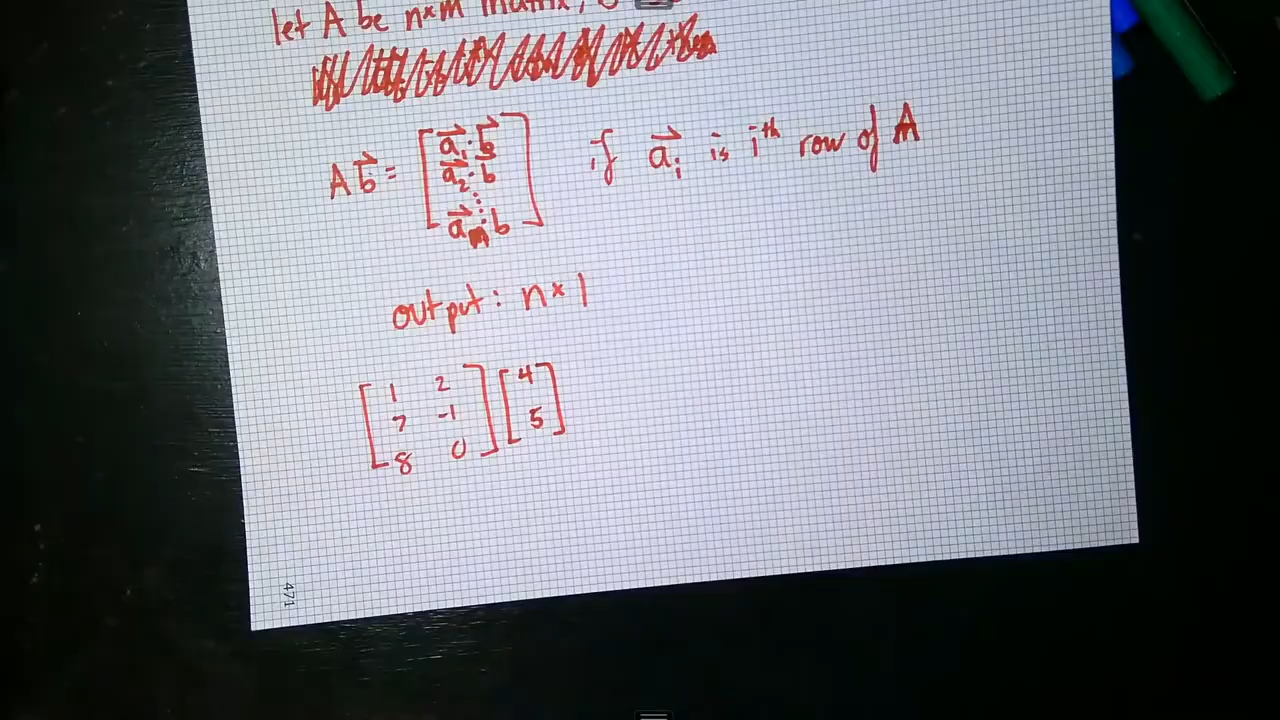 let A be n×m matrix,
A b⃗ = [ a⃗₁·b⃗
a⃗₂·b
⋮
a⃗ₘ·b ] if a⃗ᵢ is iᵗʰ row of A
output: n×1
[ 1 2 ] [ 4
7 -1
8 0 ] 5 ]
471